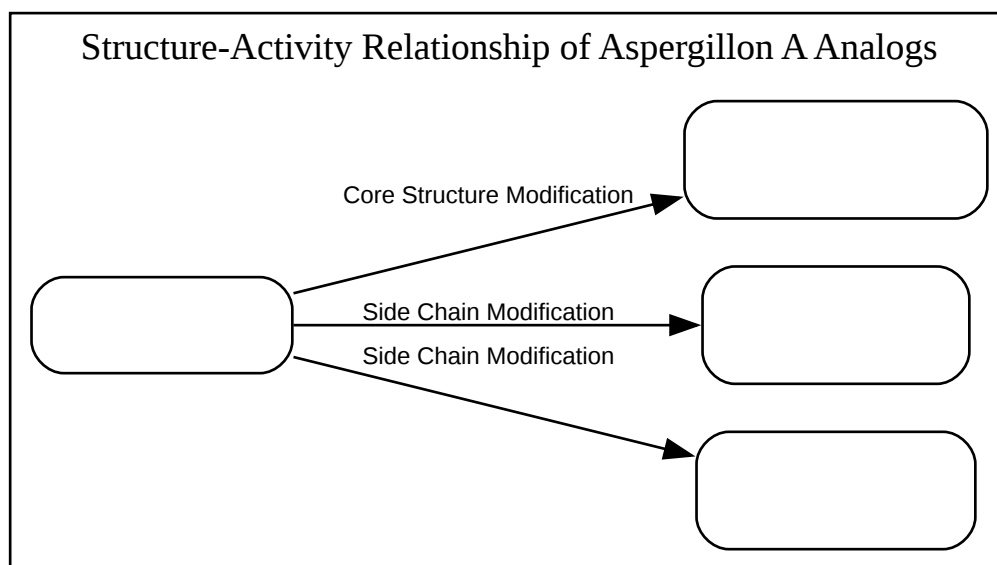 Structure-Activity Relationship of Aspergillon A Analogs
Core Structure Modification
Side Chain Modification
Side Chain Modification